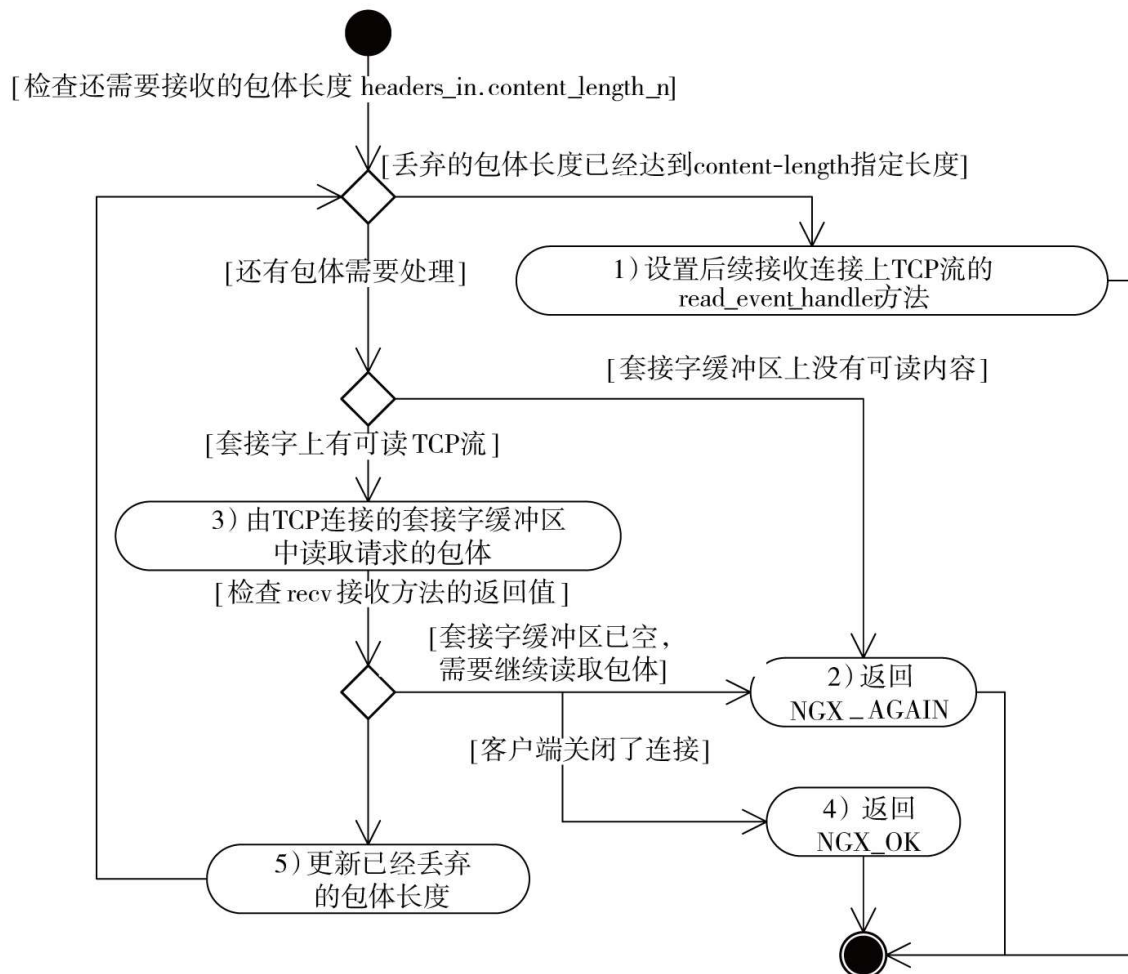 [检查还需要接收的包体长度 headers_in.content_length_n]
[丢弃的包体长度已经达到content-length指定长度]
[还有包体需要处理]
1)设置后续接收连接上TCP流的
read_event_handler方法
[套接字缓冲区上没有可读内容]
[套接字上有可读TCP流]
3)由TCP连接的套接字缓冲区
中读取请求的包体
[检查recv接收方法的返回值]
[套接字缓冲区已空,
需要继续读取包体]
2)返回
NGX_AGAIN
[客户端关闭了连接]
4)返回
NGX_OK
5)更新已经丢弃
的包体长度